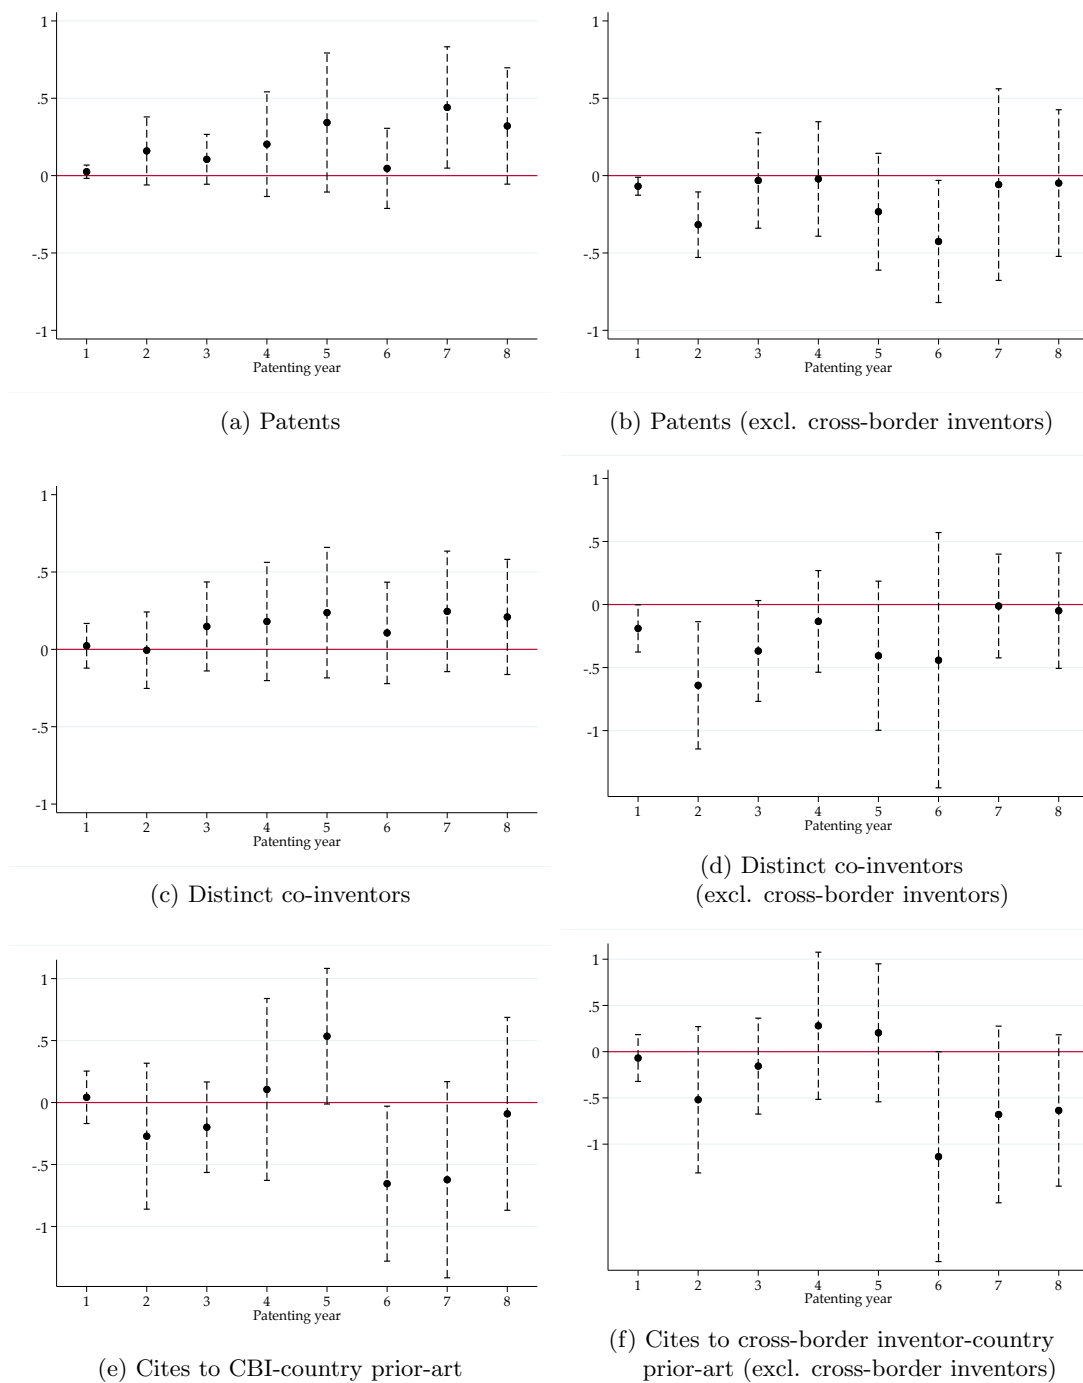 1
.5
0
-.5
-1
1 2 3 4 5 6 7 8
Patenting year
(a) Patents
1
.5
0
-.5
-1
1 2 3 4 5 6 7 8
Patenting year
(b) Patents (excl. cross-border inventors)
1
.5
0
-.5
-1
1 2 3 4 5 6 7 8
Patenting year
(c) Distinct co-inventors
1
.5
0
-.5
-1
1 2 3 4 5 6 7 8
Patenting year
(d) Distinct co-inventors
(excl. cross-border inventors)
1
.5
0
-.5
-1
1 2 3 4 5 6 7 8
Patenting year
(e) Cites to CBI-country prior-art
1
.5
0
-.5
-1
1 2 3 4 5 6 7 8
Patenting year
(f) Cites to cross-border inventor-country
prior-art (excl. cross-border inventors)